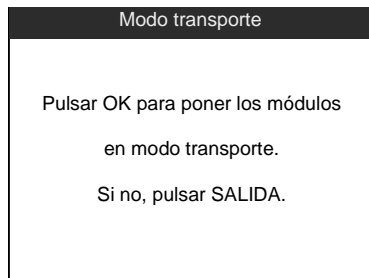 Modo transporte
Pulsar OK para poner los módulos
en modo transporte.
Si no, pulsar SALIDA.